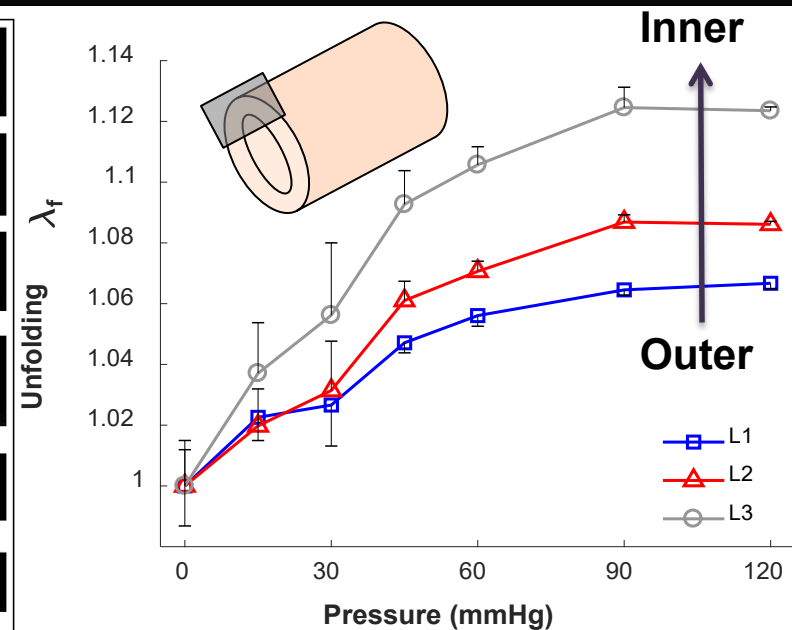 Inner
1.14
1.12
1.1
1.08
1.06
1.04
1.02
1
Unfolding λf
Outer
L1
L2
L3
0 30 60 90 120
Pressure (mmHg)